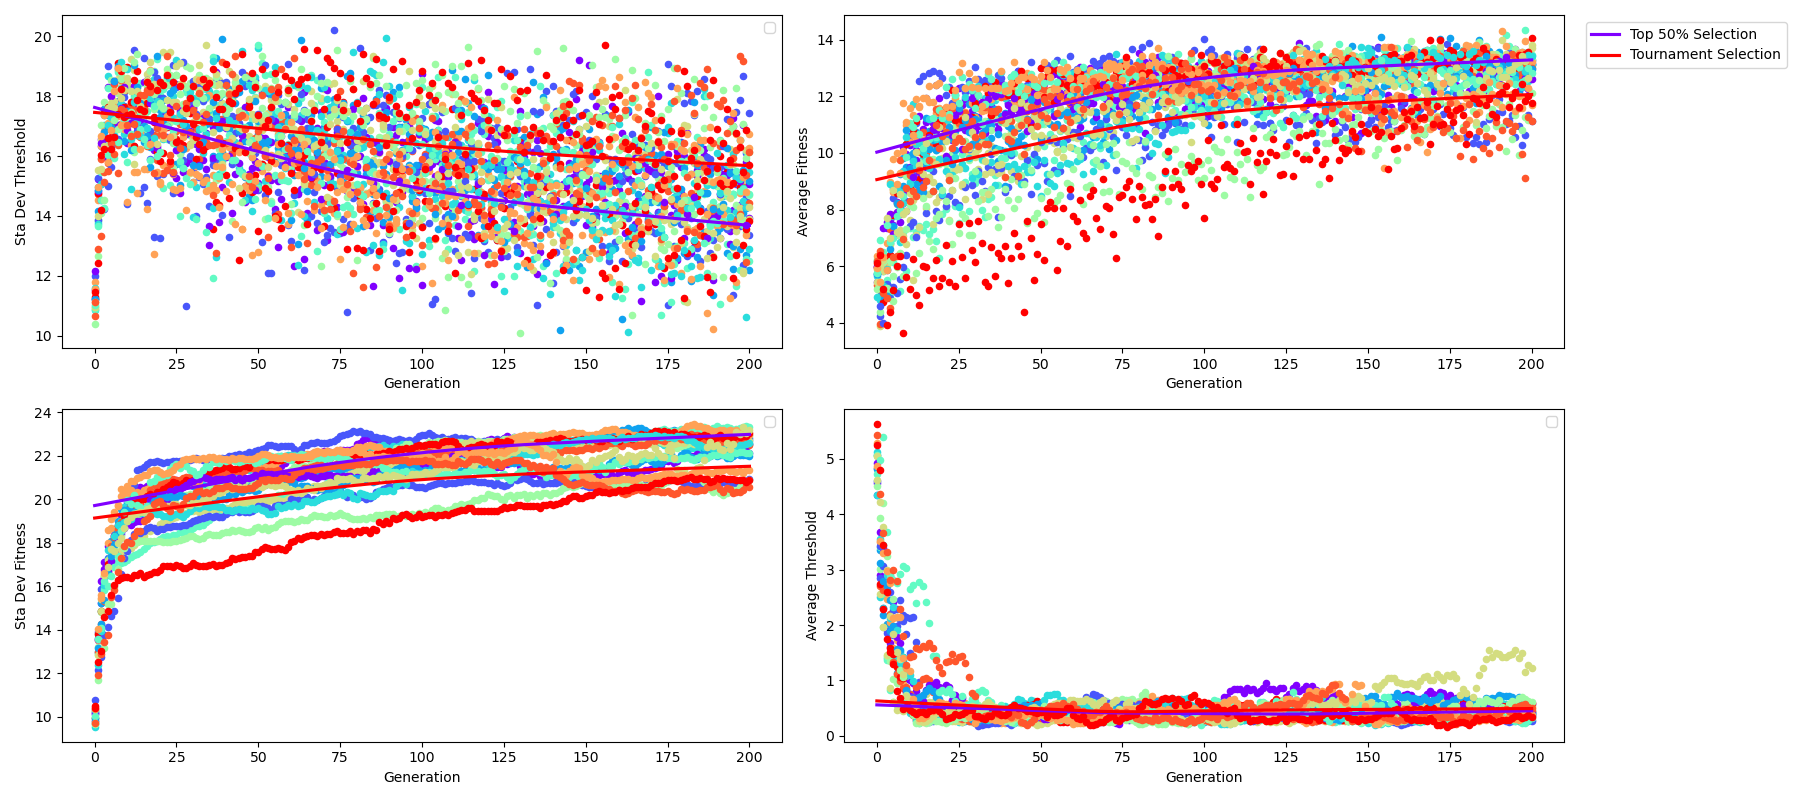 20
18
16
14
12
10
Sta Dev Threshold
0 25 50 75 100 125 150 175 200
Generation
14
12
10
8
6
4
Average Fitness
0 25 50 75 100 125 150 175 200
Generation
Top 50% Selection
Tournament Selection
24
22
20
18
16
14
12
10
Sta Dev Fitness
0 25 50 75 100 125 150 175 200
Generation
5
4
3
2
1
0
Average Threshold
0 25 50 75 100 125 150 175 200
Generation